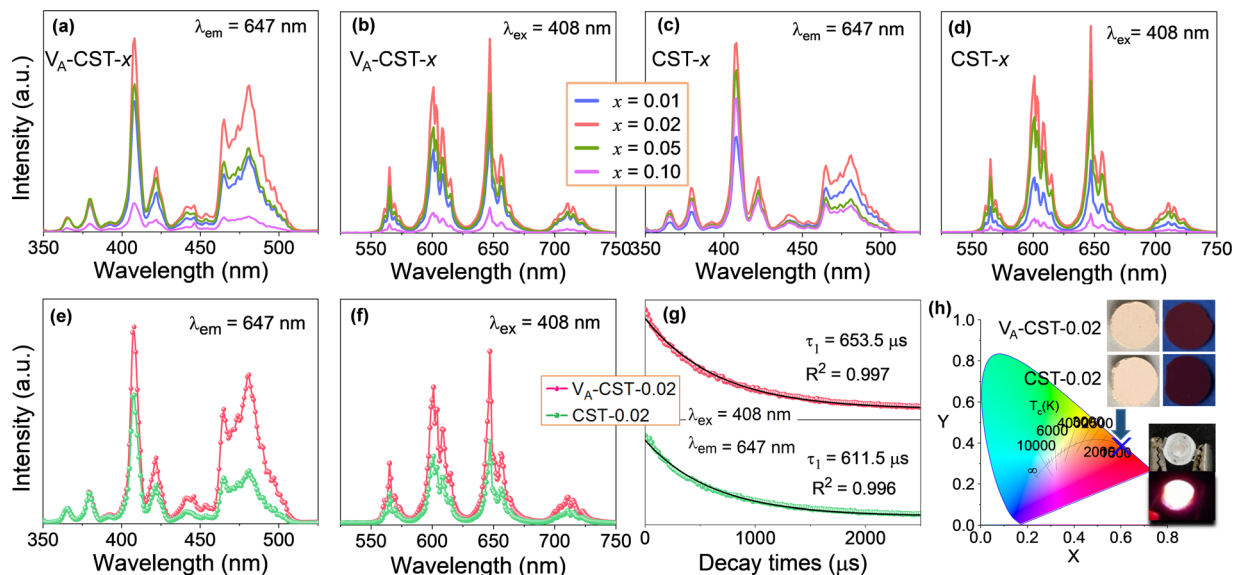 (a)
λem = 647 nm
VA-CST-x
Intensity (a.u.)
350 400 450 500
Wavelength (nm)
(b)
λex = 408 nm
VA-CST-x
550 600 650 700 750
Wavelength (nm)
(c)
λem = 647 nm
CST-x
350 400 450 500
Wavelength (nm)
(d)
λex = 408 nm
CST-x
550 600 650 700 750
Wavelength (nm)
x = 0.01
x = 0.02
x = 0.05
x = 0.10
(e)
λem = 647 nm
Intensity (a.u.)
350 400 450 500
Wavelength (nm)
(f)
λex = 408 nm
550 600 650 700 750
Wavelength (nm)
VA-CST-0.02
CST-0.02
(g)
τ1 = 653.5 μs
R2 = 0.997
λex = 408 nm
λem = 647 nm
τ1 = 611.5 μs
R2 = 0.996
0 1000 2000
Decay times (μs)
(h)
VA-CST-0.02
CST-0.02
1.0
0.8
0.6
Y
0.4
0.2
0.0
Tc(K)
6000
10000
∞
0.0 0.2 0.4 0.6 0.8 1.0
X